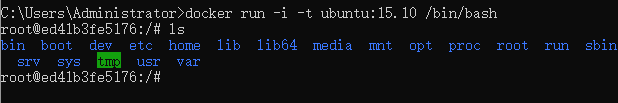 C:\Users\Administrator>docker run -i -t ubuntu:15.10 /bin/bash
root@ed41b3fe5176:/# ls
bin boot dev etc home lib lib64 media mnt opt proc root run sbin
srv sys tmp usr var
root@ed41b3fe5176:/#